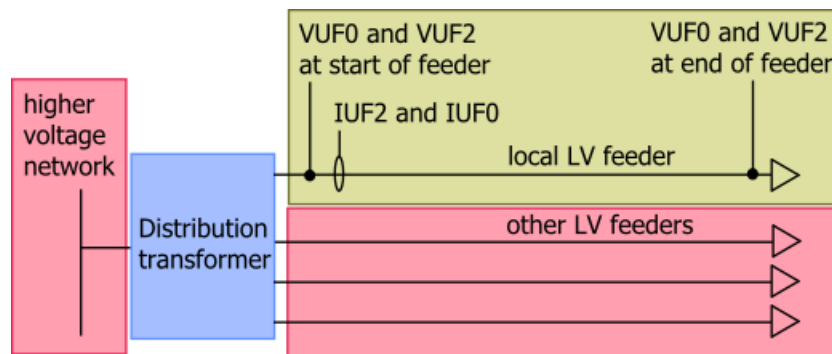 VUF0 and VUF2
at start of feeder
VUF0 and VUF2
at end of feeder
higher
voltage
network
IUF2 and IUF0
local LV feeder
Distribution
transformer
other LV feeders